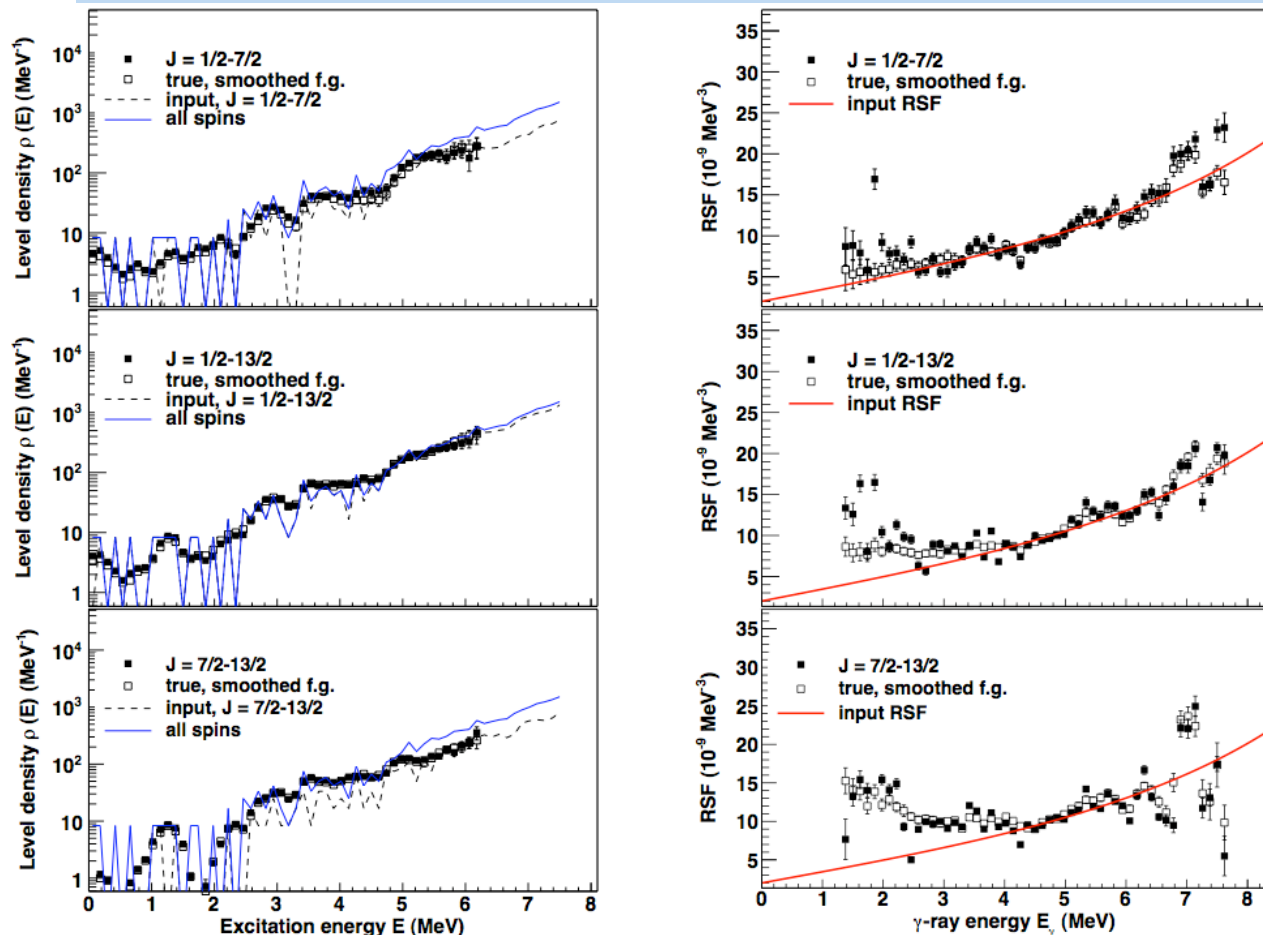 Level density ρ (E) (MeV⁻¹)
10⁴
10³
10²
10
1
J = 1/2-7/2
true, smoothed f.g.
input, J = 1/2-7/2
all spins
RSF (10⁻⁹ MeV⁻³)
35
30
25
20
15
10
5
J = 1/2-7/2
true, smoothed f.g.
input RSF
Level density ρ (E) (MeV⁻¹)
10⁴
10³
10²
10
1
J = 1/2-13/2
true, smoothed f.g.
input, J = 1/2-13/2
all spins
RSF (10⁻⁹ MeV⁻³)
35
30
25
20
15
10
5
J = 1/2-13/2
true, smoothed f.g.
input RSF
Level density ρ (E) (MeV⁻¹)
10⁴
10³
10²
10
1
J = 7/2-13/2
true, smoothed f.g.
input, J = 7/2-13/2
all spins
0 1 2 3 4 5 6 7 8
Excitation energy E (MeV)
RSF (10⁻⁹ MeV⁻³)
35
30
25
20
15
10
5
J = 7/2-13/2
true, smoothed f.g.
input RSF
0 1 2 3 4 5 6 7 8
γ-ray energy Eᵧ (MeV)